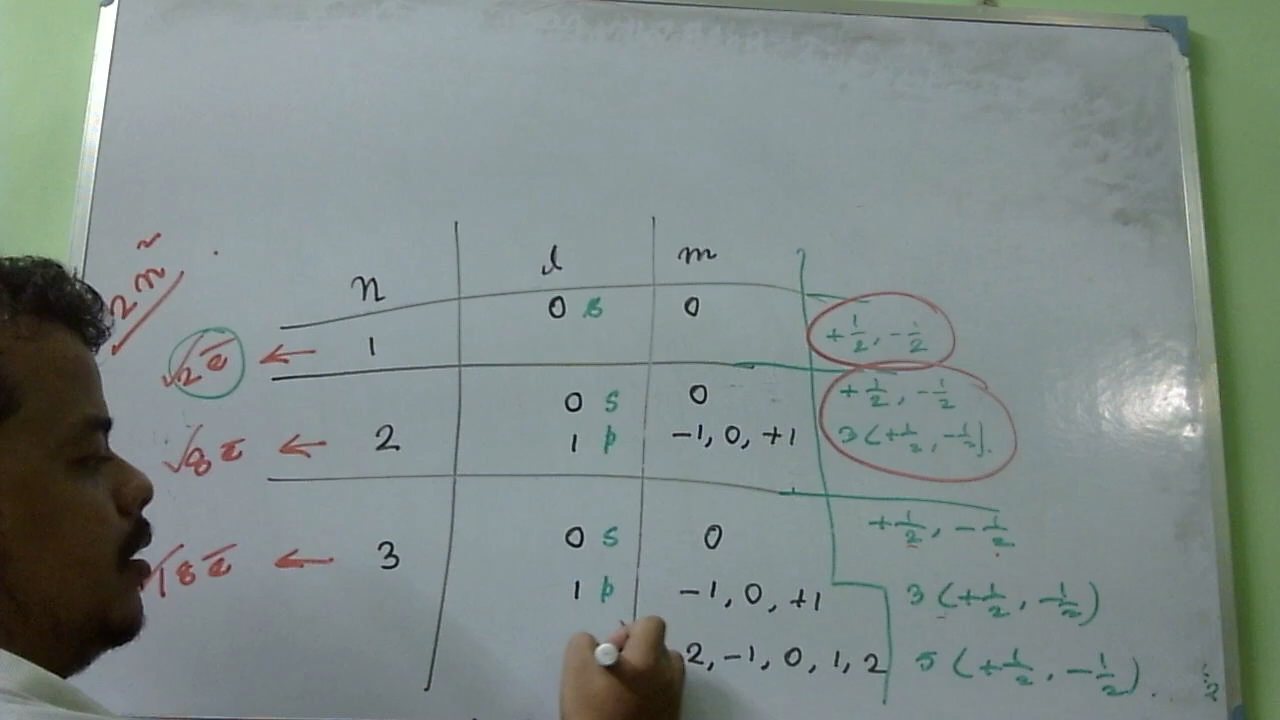 2n²
n l m
0 s 0
2e̅ ← 1 +1/2, -1/2
0 s 0 +1/2, -1/2
8e̅ ← 2 1 p -1, 0, +1 3(+1/2, -1/2).
0 s 0 +1/2, -1/2
18e̅ ← 3
1 p -1, 0, +1 3(+1/2, -1/2)
2, -1, 0, 1, 2 5(+1/2, -1/2).